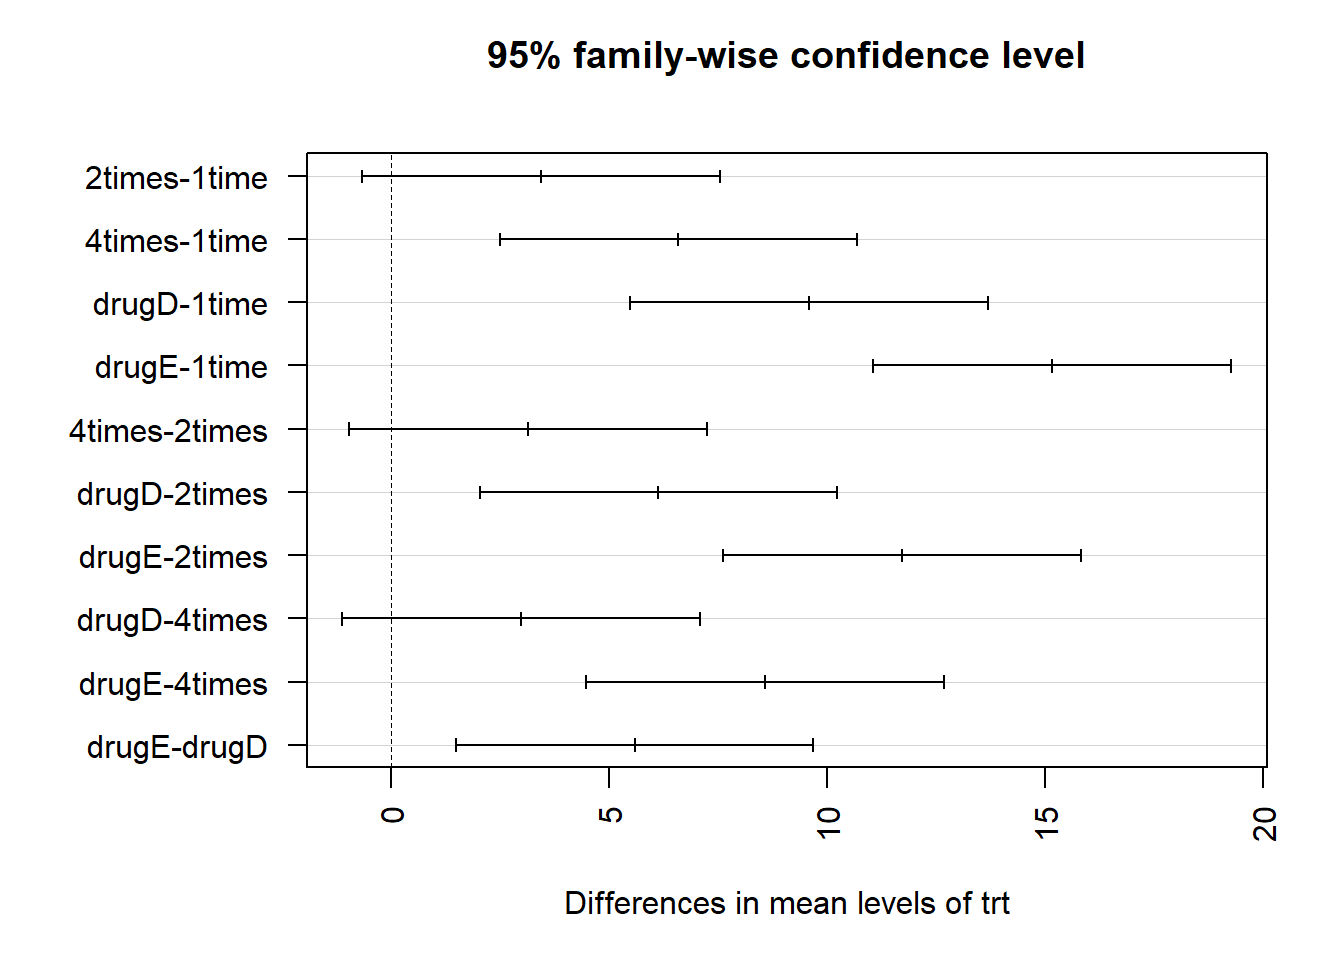 95% family-wise confidence level
2times-1time
4times-1time
drugD-1time
drugE-1time
4times-2times
drugD-2times
drugE-2times
drugD-4times
drugE-4times
drugE-drugD
0 5 10 15 20
Differences in mean levels of trt